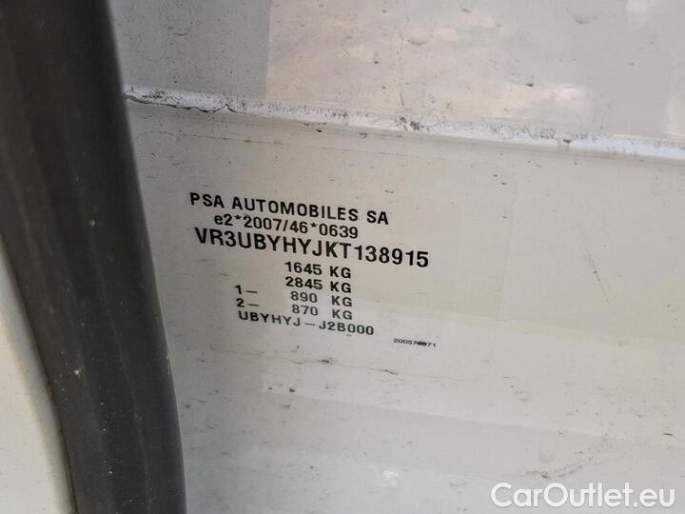 PSA AUTOMOBILES SA
e2*2007/46*0639
VR3UBYHYJKT138915
1645 KG
2845 KG
1- 890 KG
2- 870 KG
UBYHYJ-J2B000
CarOutlet.eu